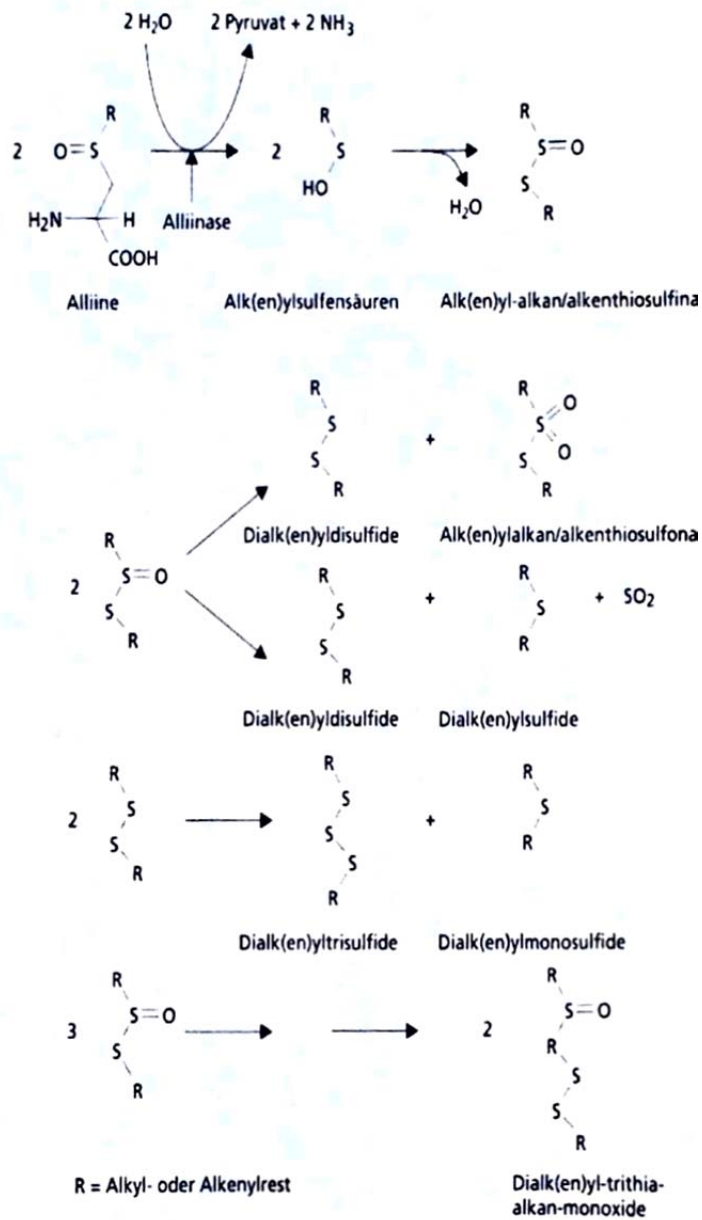 2 H₂O 2 Pyruvat + 2 NH₃
R R R
2 O=S 2 S S=O
HO S
H₂N H Alliinase H₂O R
COOH
Alliine Alk(en)ylsulfensäuren Alk(en)yl-alkan/alkenthiosulfina
R R
S + S O
S S O
R R
Dialk(en)yldisulfide Alk(en)ylalkan/alkenthiosulfona
R
2 S=O
S
R
R R
S + S + SO₂
S R
R
Dialk(en)yldisulfide Dialk(en)ylsulfide
R R R
2 S S + S
S S R
R S
R
Dialk(en)yltrisulfide Dialk(en)ylmonosulfide
R R
3 S=O 2 S=O
S R
R S
S
R
R = Alkyl- oder Alkenylrest Dialk(en)yl-trithia-
alkan-monoxide